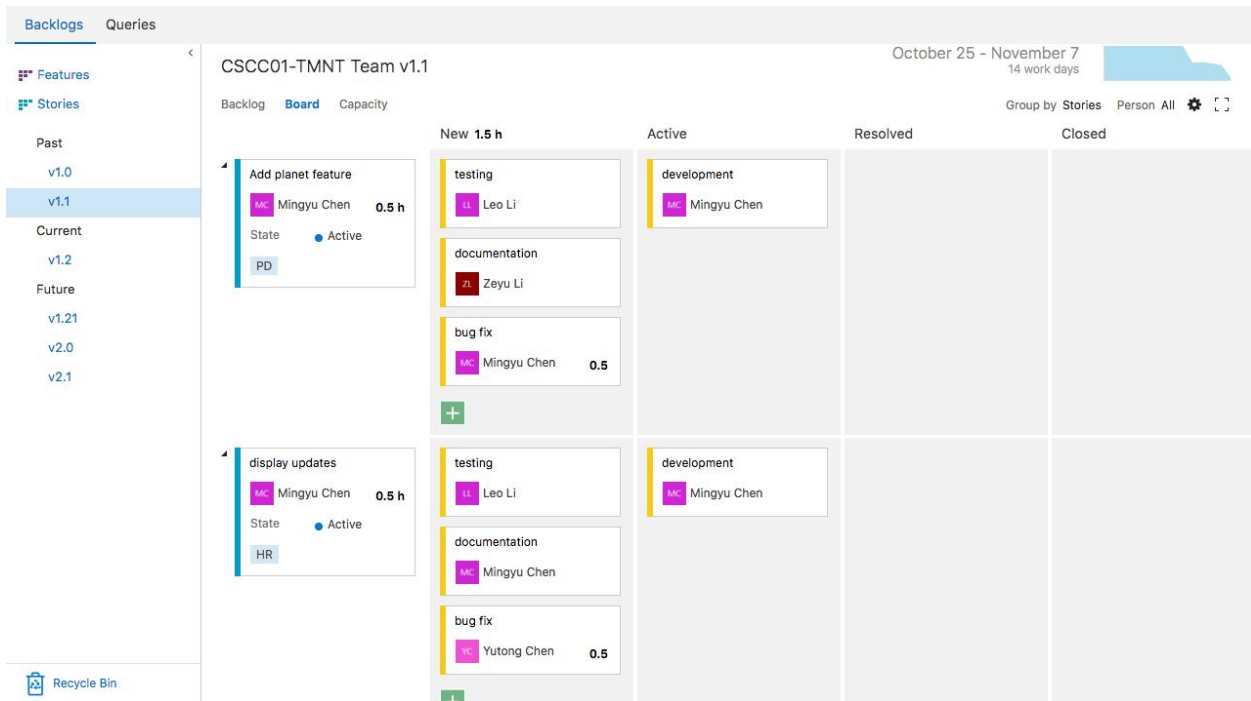 Backlogs Queries
Features
Stories
Past
v1.0
v1.1
Current
v1.2
Future
v1.21
v2.0
v2.1
Recycle Bin
CSCC01-TMNT Team v1.1
October 25 - November 7
14 work days
Backlog Board Capacity
Group by Stories Person All
New 1.5 h Active Resolved Closed
Add planet feature
MC Mingyu Chen 0.5 h
State Active
PD
testing
LL Leo Li
documentation
ZL Zeyu Li
bug fix
MC Mingyu Chen 0.5
development
MC Mingyu Chen
display updates
MC Mingyu Chen 0.5 h
State Active
HR
testing
LL Leo Li
documentation
MC Mingyu Chen
bug fix
YC Yutong Chen 0.5
development
MC Mingyu Chen